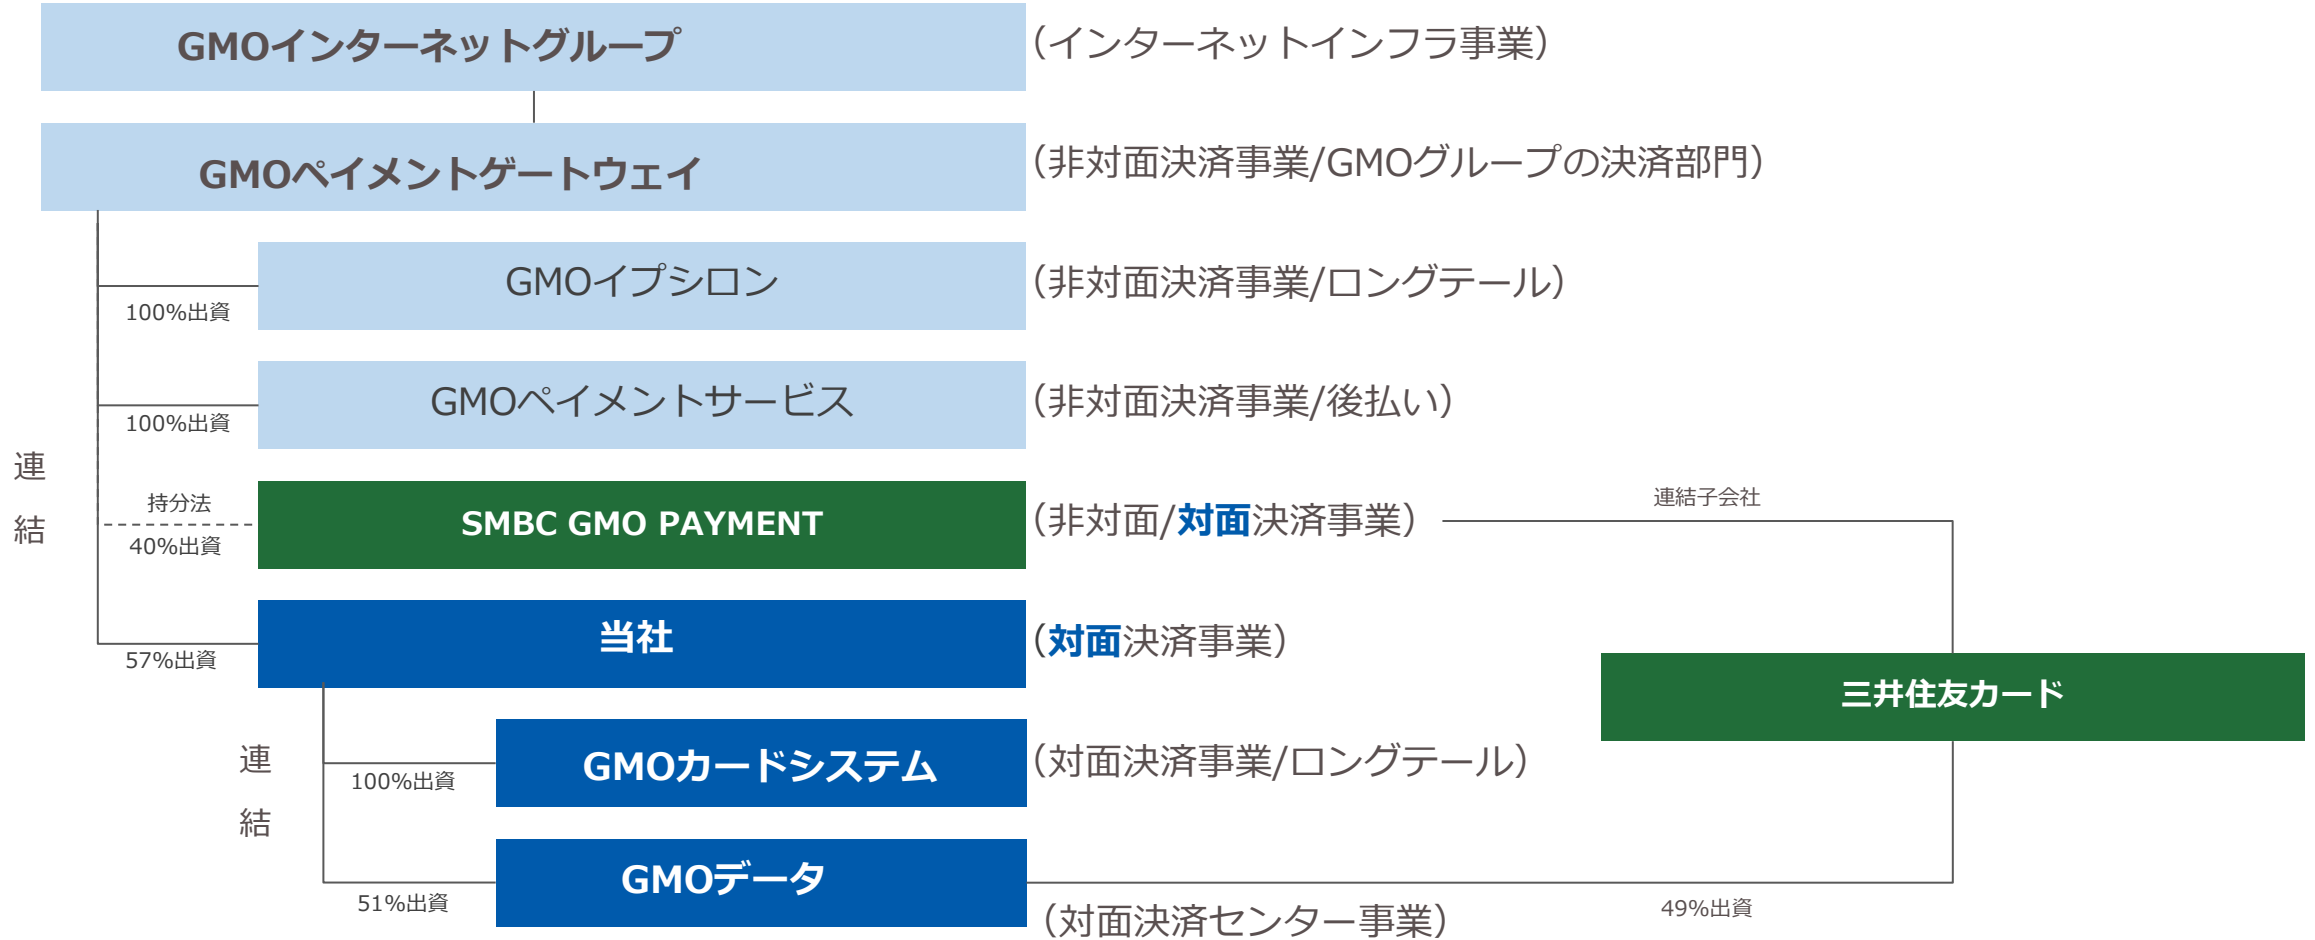 GMOインターネットグループ
（インターネットインフラ事業）
GMOペイメントゲートウェイ
（非対面決済事業/GMOグループの決済部門）
GMOイプシロン
（非対面決済事業/ロングテール）
100%出資
GMOペイメントサービス
（非対面決済事業/後払い）
100%出資
連
結
持分法
40%出資
SMBC GMO PAYMENT
（非対面/対面決済事業）
連結子会社
当社
（対面決済事業）
57%出資
三井住友カード
連
結
GMOカードシステム
（対面決済事業/ロングテール）
100%出資
GMOデータ
51%出資
（対面決済センター事業）
49%出資